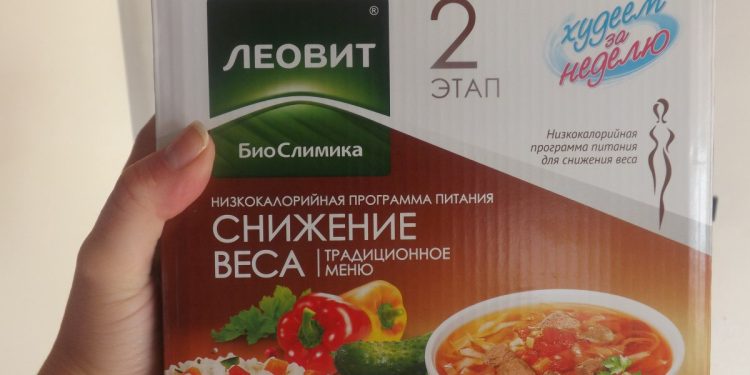 ЛЕОВИТ®
БиоСлимика
2
ЭТАП
худеем
за
неделю
Низкокалорийная
программа питания
для снижения веса
НИЗКОКАЛОРИЙНАЯ ПРОГРАММА ПИТАНИЯ
СНИЖЕНИЕ
ВЕСА | ТРАДИЦИОННОЕ
МЕНЮ